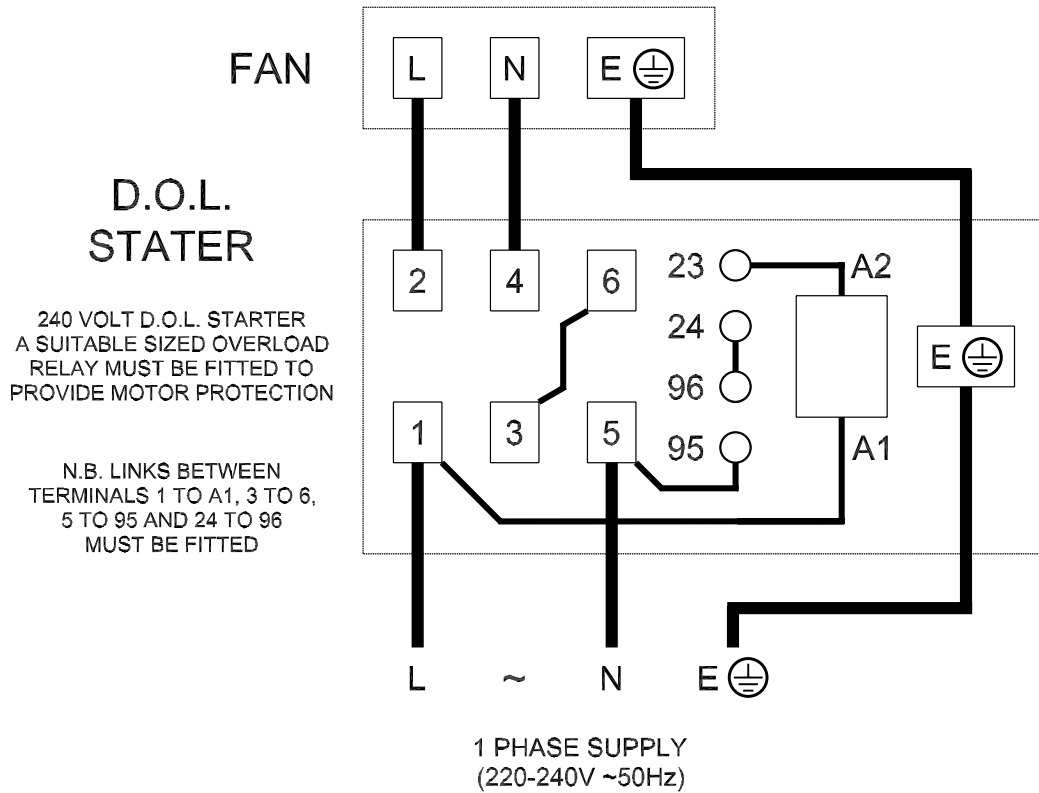 FAN
L N E
D.O.L.
STATER
2 4 6 23 A2
240 VOLT D.O.L. STARTER
A SUITABLE SIZED OVERLOAD
RELAY MUST BE FITTED TO
PROVIDE MOTOR PROTECTION
24
E
96
1 3 5 95 A1
N.B. LINKS BETWEEN
TERMINALS 1 TO A1, 3 TO 6,
5 TO 95 AND 24 TO 96
MUST BE FITTED
L ~ N E
1 PHASE SUPPLY
(220-240V ~50Hz)